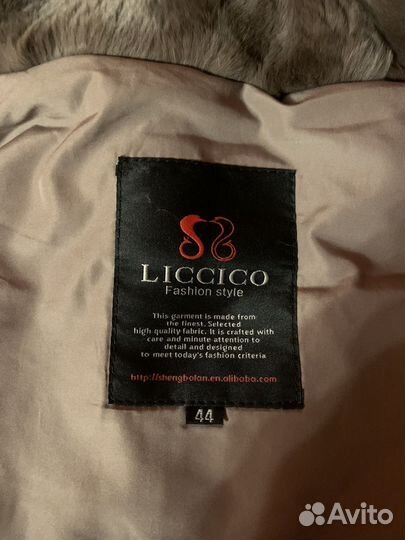 LICCICO
Fashion style
This garment is made from
the finest. Selected
high quality fabric. It is crafted with
care and minute attention to
detail and designed
to meet today's fashion criteria
http://shengbolan.en.alibaba.com
44
Avito